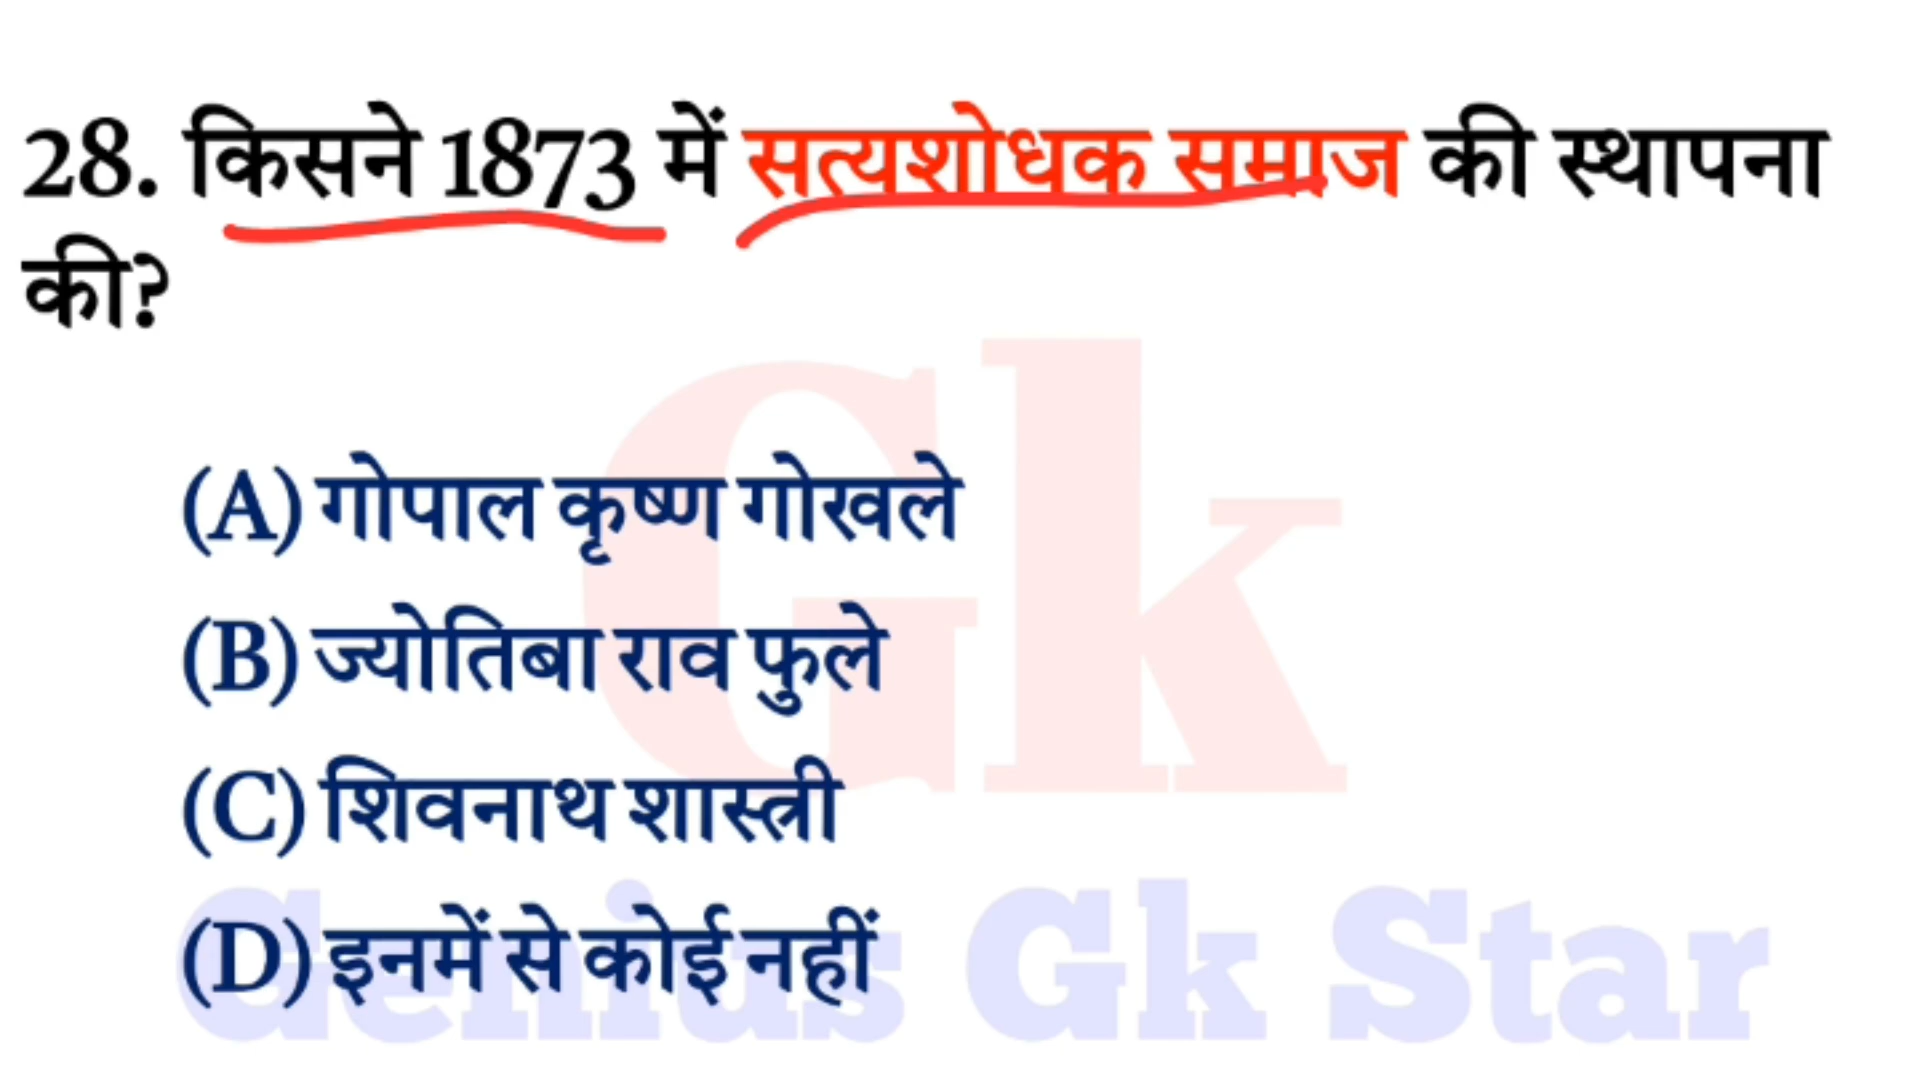 28. किसने 1873 में सत्यशोधक समाज की स्थापना
की?
Gk
(A) गोपाल कृष्ण गोखले
(B) ज्योतिबा राव फुले
(C) शिवनाथ शास्त्री
(D) इनमें से कोई नहीं
Genius Gk Star